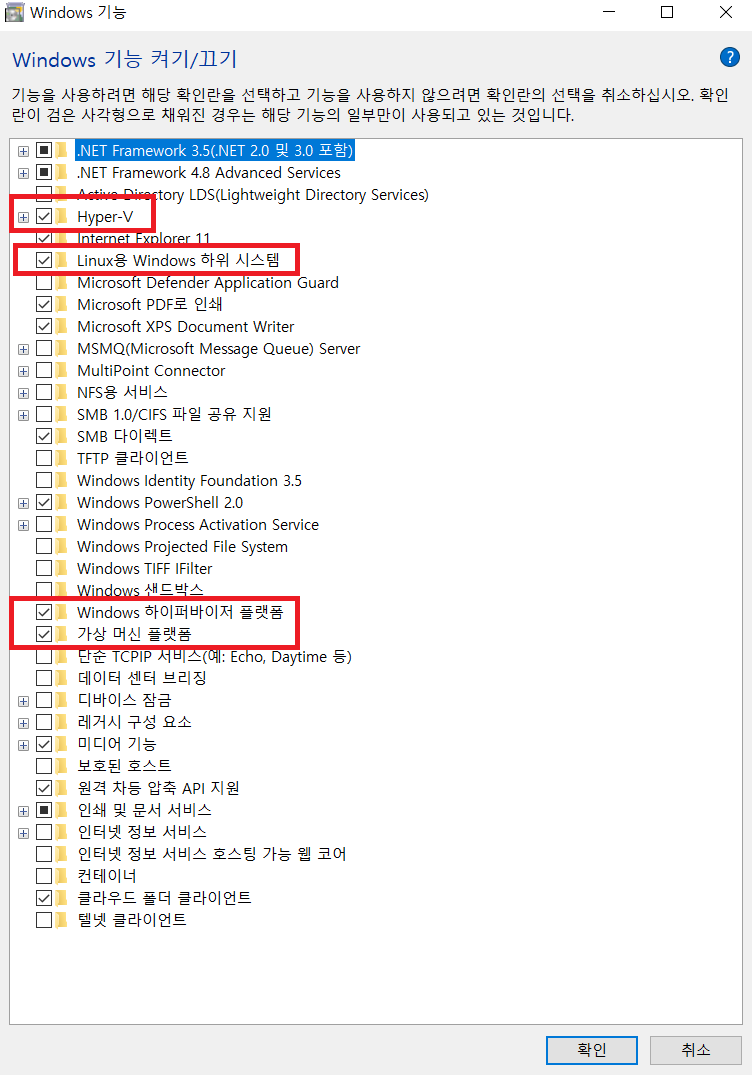 Windows 기능
Windows 기능 켜기/끄기
?
기능을 사용하려면 해당 확인란을 선택하고 기능을 사용하지 않으려면 확인란의 선택을 취소하십시오. 확인
란이 검은 사각형으로 채워진 경우는 해당 기능의 일부만이 사용되고 있는 것입니다.
.NET Framework 3.5(.NET 2.0 및 3.0 포함)
.NET Framework 4.8 Advanced Services
Active Directory LDS(Lightweight Directory Services)
Hyper-V
Internet Explorer 11
Linux용 Windows 하위 시스템
Microsoft Defender Application Guard
Microsoft PDF로 인쇄
Microsoft XPS Document Writer
MSMQ(Microsoft Message Queue) Server
MultiPoint Connector
NFS용 서비스
SMB 1.0/CIFS 파일 공유 지원
SMB 다이렉트
TFTP 클라이언트
Windows Identity Foundation 3.5
Windows PowerShell 2.0
Windows Process Activation Service
Windows Projected File System
Windows TIFF IFilter
Windows 샌드박스
Windows 하이퍼바이저 플랫폼
가상 머신 플랫폼
단순 TCPIP 서비스(예: Echo, Daytime 등)
데이터 센터 브리징
디바이스 잠금
레거시 구성 요소
미디어 기능
보호된 호스트
원격 차등 압축 API 지원
인쇄 및 문서 서비스
인터넷 정보 서비스
인터넷 정보 서비스 호스팅 가능 웹 코어
컨테이너
클라우드 폴더 클라이언트
텔넷 클라이언트
확인
취소